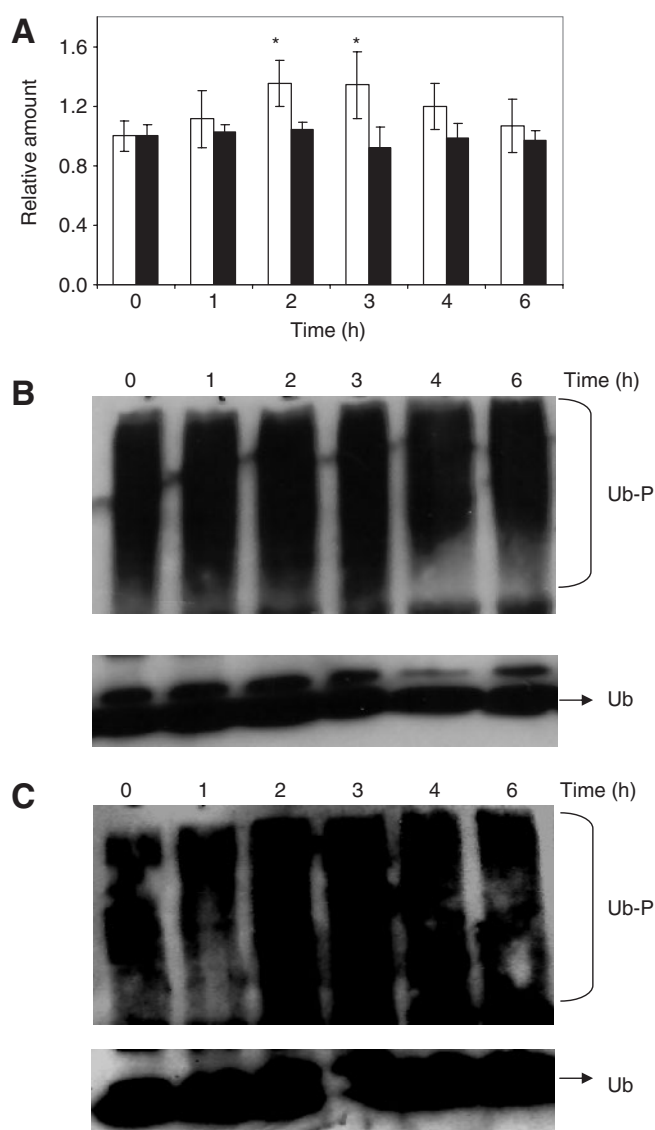 A
Relative amount
1.6
1.2
0.8
0.4
0.0
* *
0 1 2 3 4 6
Time (h)
B
0 1 2 3 4 6 Time (h)
Ub-P
Ub
C
0 1 2 3 4 6 Time (h)
Ub-P
Ub